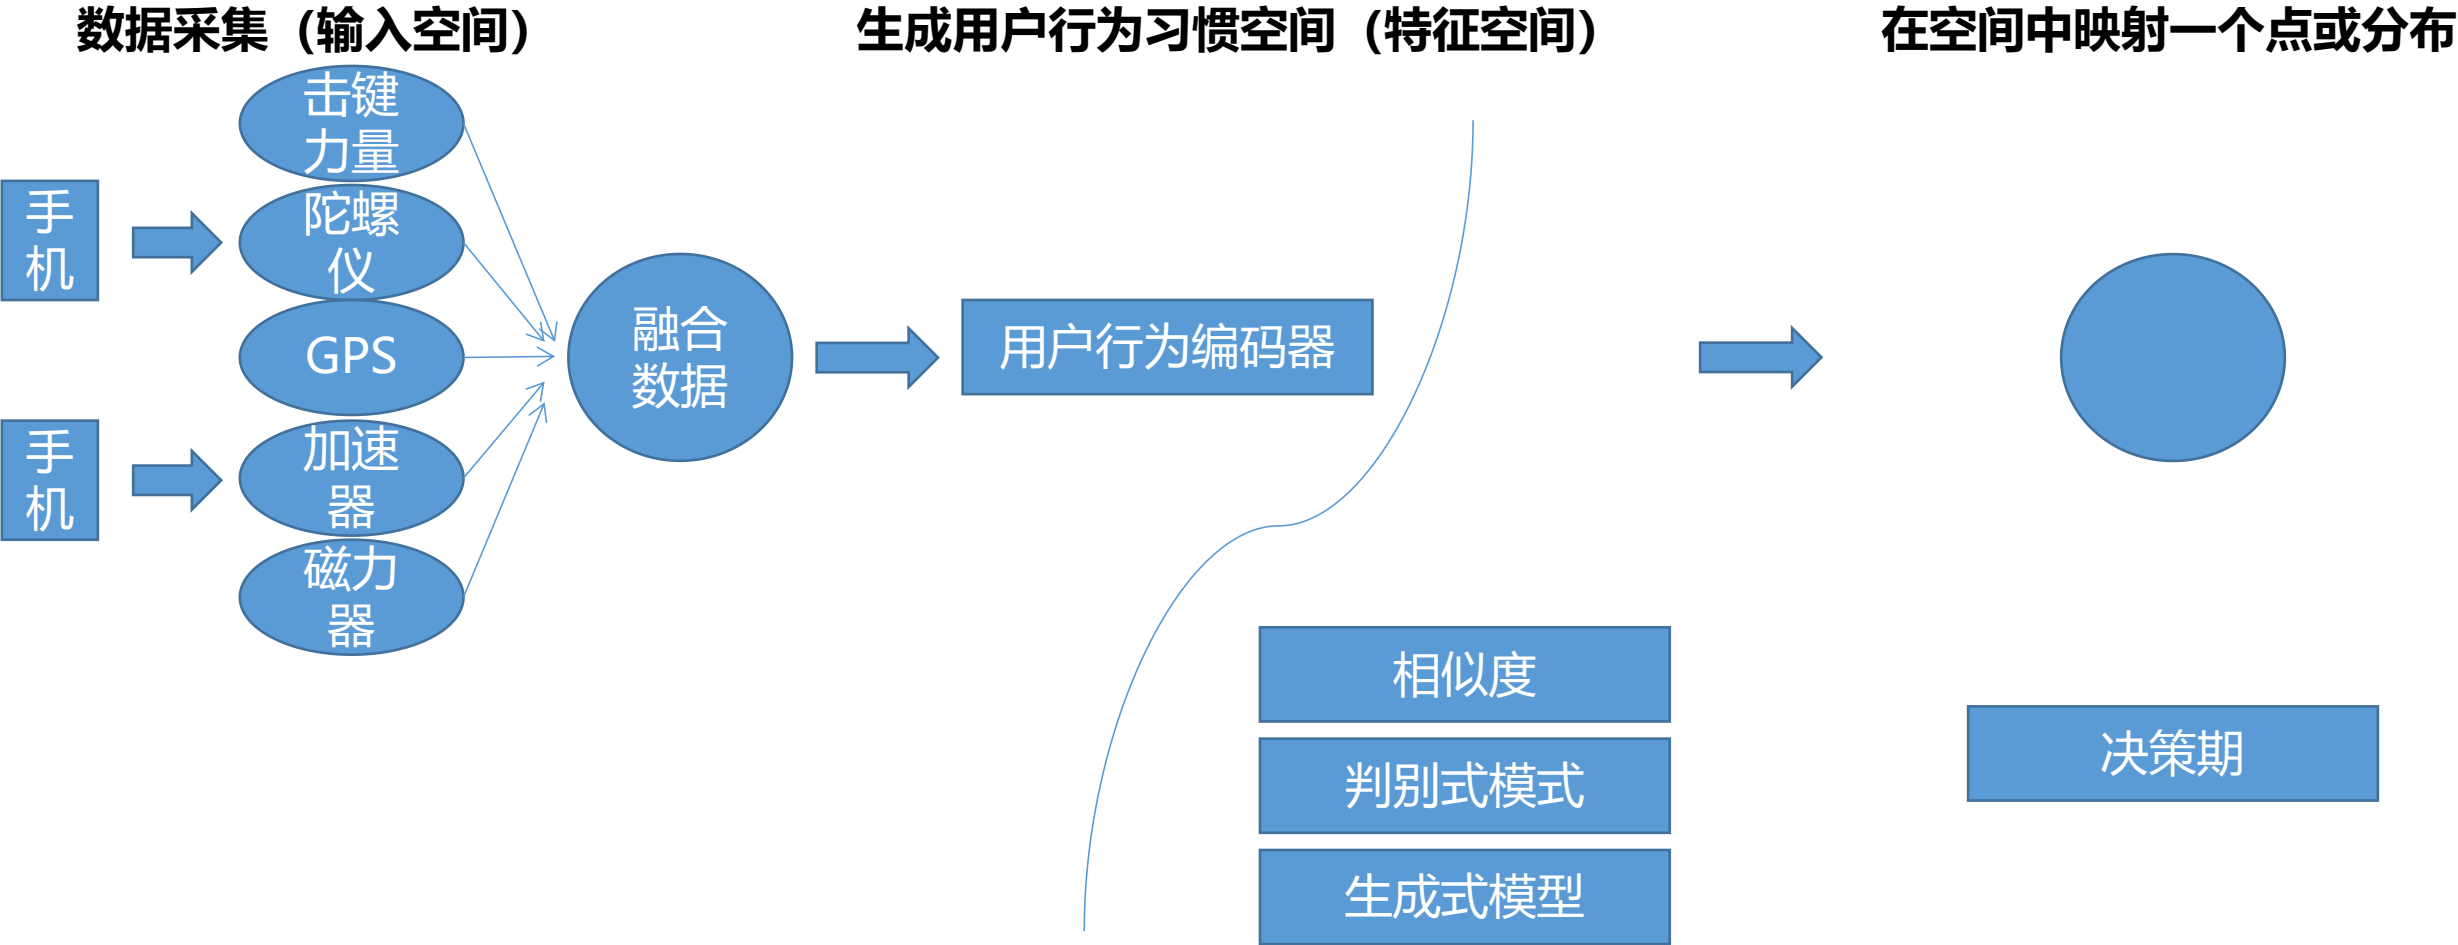 数据采集（输入空间）
生成用户行为习惯空间（特征空间）
在空间中映射一个点或分布
击键
力量
手
机
陀螺
仪
GPS
手
机
加速
器
磁力
器
融合
数据
用户行为编码器
相似度
判别式模式
生成式模型
决策期